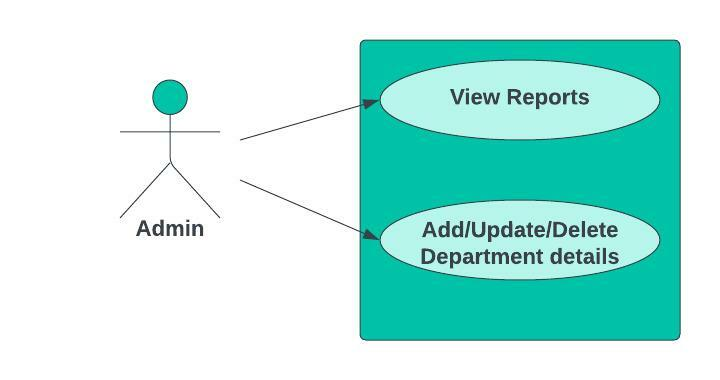 View Reports
Admin
Add/Update/Delete
Department details